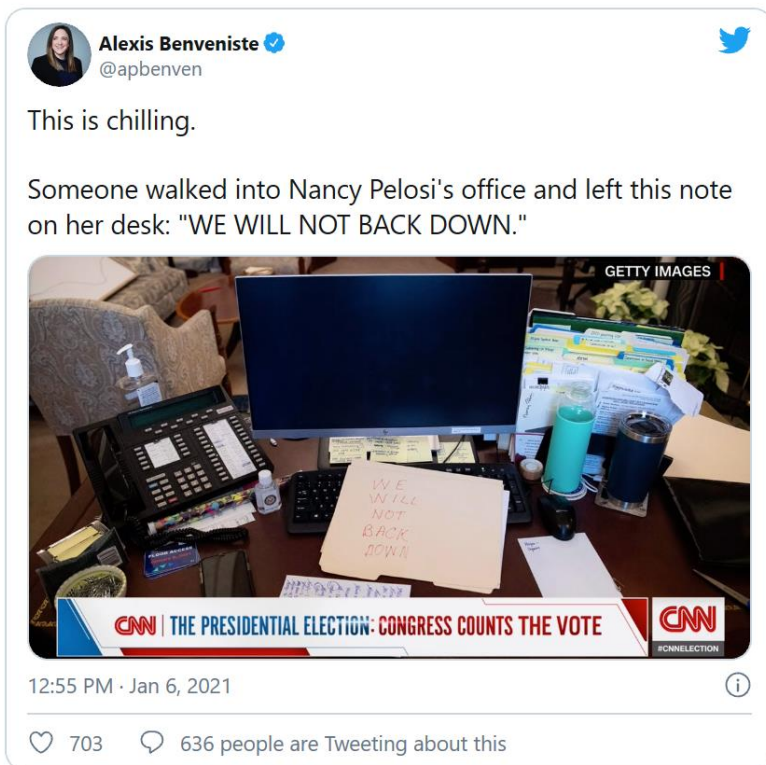 Alexis Benveniste
@apbenven
This is chilling.
Someone walked into Nancy Pelosi's office and left this note
on her desk: "WE WILL NOT BACK DOWN."
GETTY IMAGES
WE
WILL
NOT
BACK
DOWN
CNN | THE PRESIDENTIAL ELECTION: CONGRESS COUNTS THE VOTE
CNN
#CNNELECTION
12:55 PM · Jan 6, 2021
703 636 people are Tweeting about this